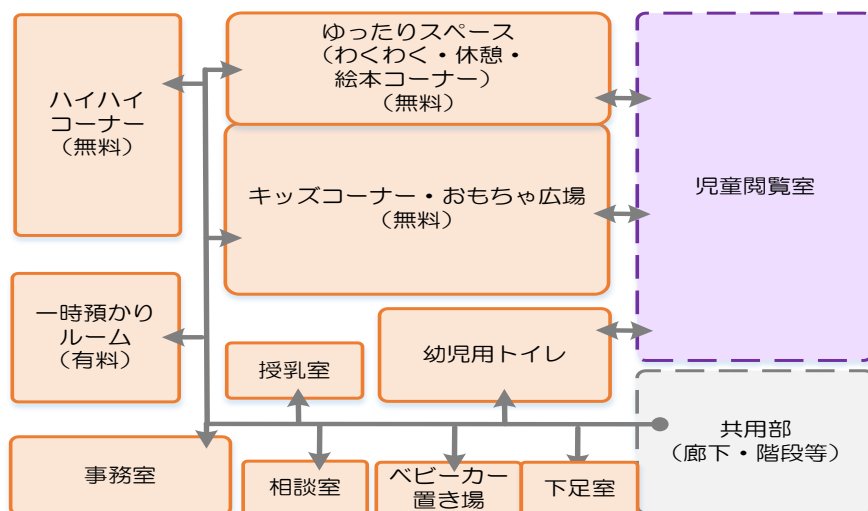 ゆったりスペース
（わくわく・休憩・
絵本コーナー）
（無料）
ハイハイ
コーナー
（無料）
キッズコーナー・おもちゃ広場
（無料）
児童閲覧室
一時預かり
ルーム
（有料）
授乳室
幼児用トイレ
共用部
（廊下・階段等）
事務室
相談室
ベビーカー
置き場
下足室